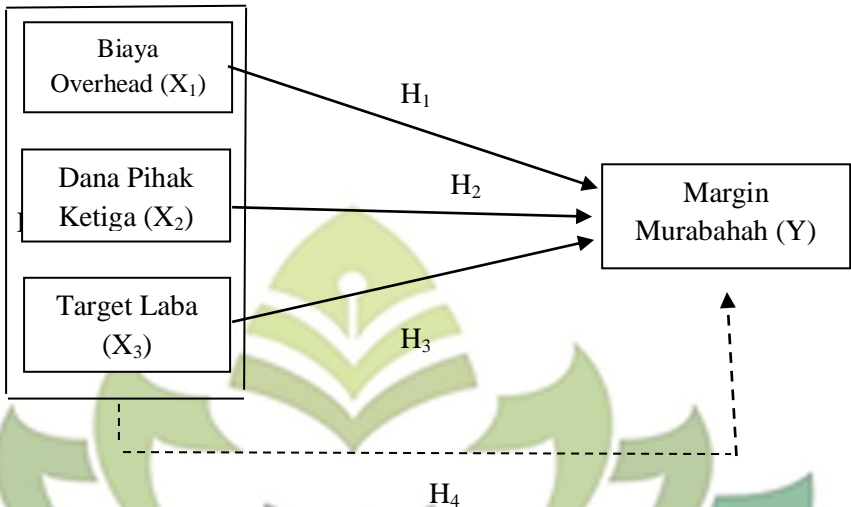 Biaya
Overhead (X₁)
H₁
Dana Pihak
Ketiga (X₂)
H₂
Margin
Murabahah (Y)
Target Laba
(X₃)
H₃
H₄